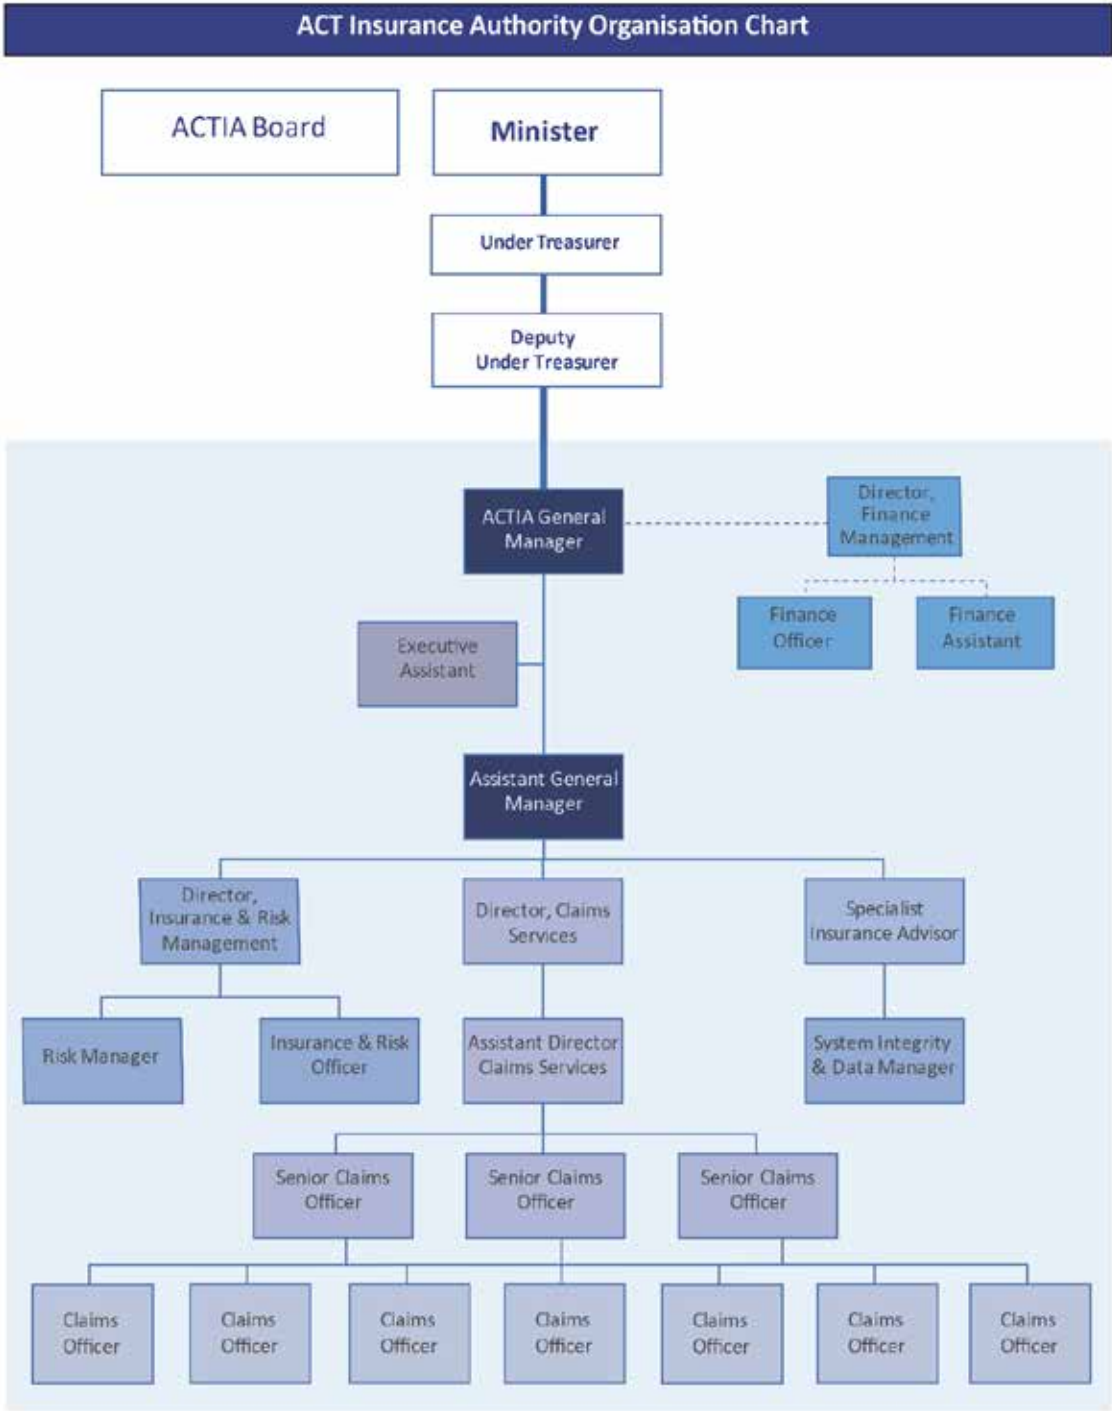 ACT Insurance Authority Organisation Chart
ACTIA Board
Minister
Under Treasurer
Deputy
Under Treasurer
ACTIA General
Manager
Director,
Finance
Management
Finance
Officer
Finance
Assistant
Executive
Assistant
Assistant General
Manager
Director,
Insurance & Risk
Management
Director, Claims
Services
Specialist
Insurance Advisor
Risk Manager
Insurance & Risk
Officer
Assistant Director
Claims Services
System Integrity
& Data Manager
Senior Claims
Officer
Senior Claims
Officer
Senior Claims
Officer
Claims
Officer
Claims
Officer
Claims
Officer
Claims
Officer
Claims
Officer
Claims
Officer
Claims
Officer